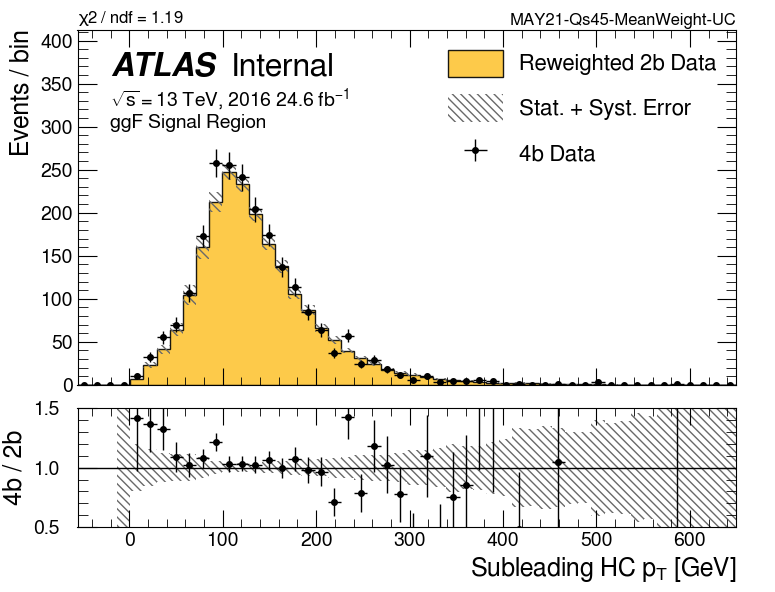 χ² / ndf = 1.19
MAY21-Qs45-MeanWeight-UC
Events / bin
400
350
300
250
200
150
100
50
0
ATLAS Internal
√s = 13 TeV, 2016 24.6 fb⁻¹
ggF Signal Region
Reweighted 2b Data
Stat. + Syst. Error
4b Data
4b / 2b
1.5
1.0
0.5
0 100 200 300 400 500 600
Subleading HC p_T [GeV]